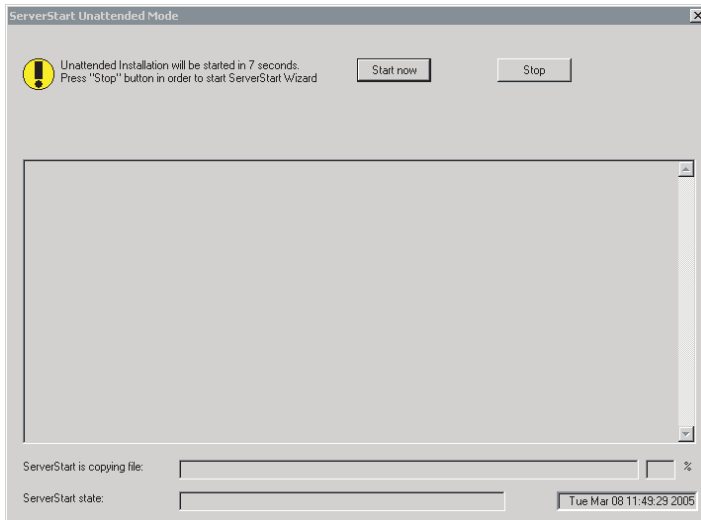 ServerStart Unattended Mode
Unattended Installation will be started in 7 seconds.
Press "Stop" button in order to start ServerStart Wizard
Start now
Stop
ServerStart is copying file:
%
ServerStart state:
Tue Mar 08 11:49:29 2005